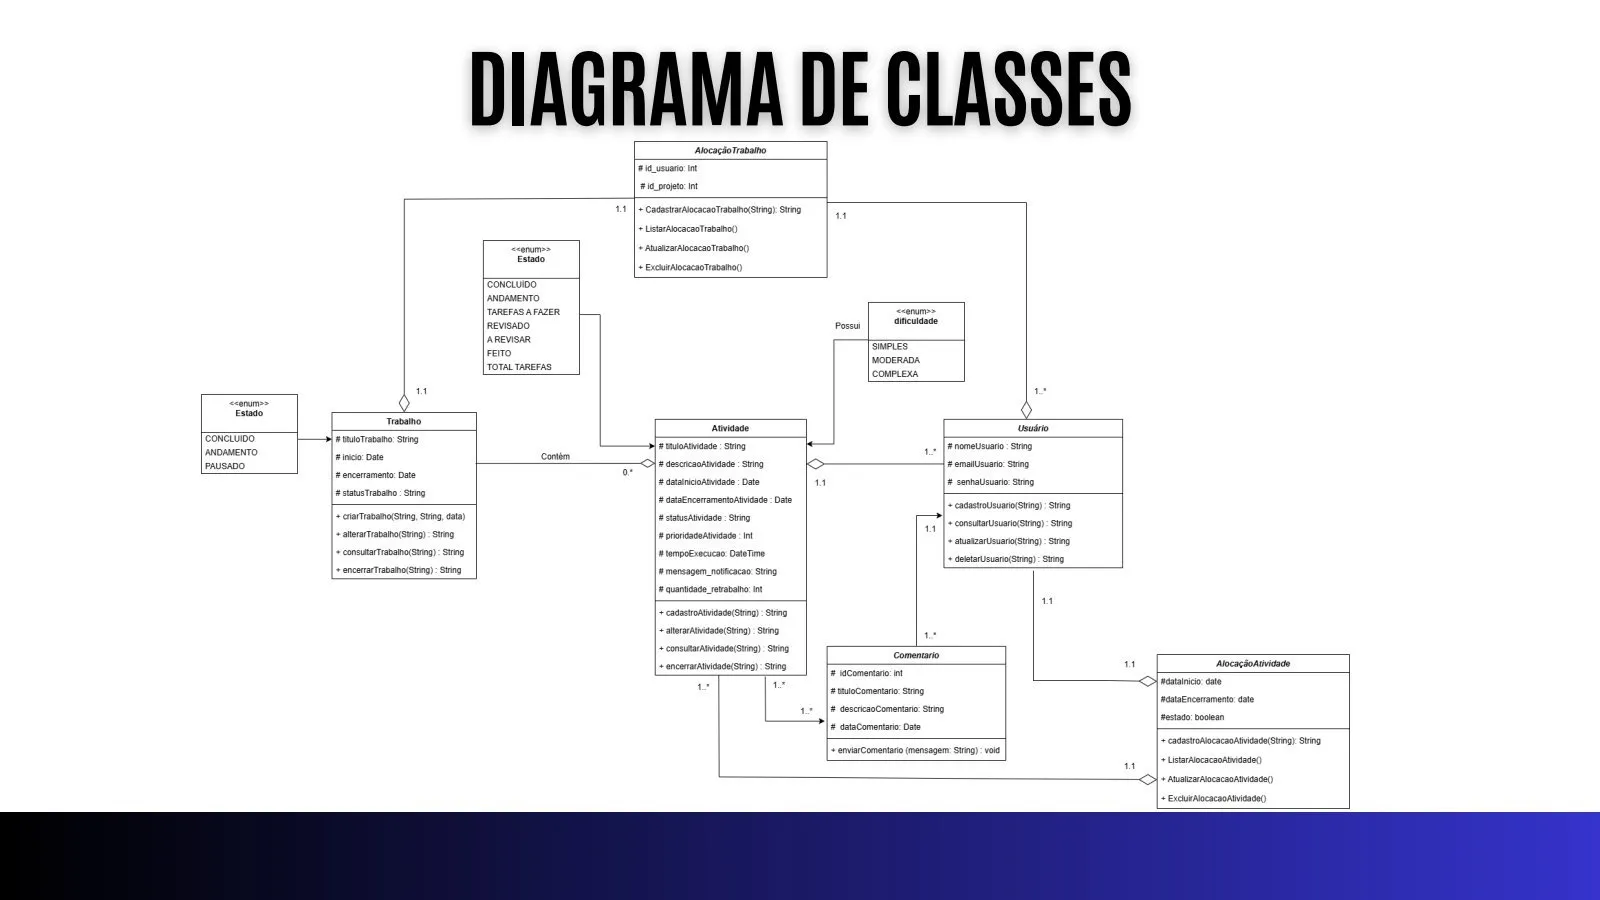 DIAGRAMA DE CLASSES
AlocaçãoTrabalho
# id_usuario: Int
# id_projeto: Int
+ CadastrarAlocacaoTrabalho(String): String
+ ListarAlocacaoTrabalho()
+ AtualizarAlocacaoTrabalho()
+ ExcluirAlocacaoTrabalho()
1.1
1.1
1.1
1..*
<<enum>>
Estado
CONCLUÍDO
ANDAMENTO
TAREFAS A FAZER
REVISADO
A REVISAR
FEITO
TOTAL TAREFAS
Possui
<<enum>>
dificuldade
SIMPLES
MODERADA
COMPLEXA
<<enum>>
Estado
CONCLUIDO
ANDAMENTO
PAUSADO
Trabalho
# tituloTrabalho: String
# inicio: Date
# encerramento: Date
# statusTrabalho : String
+ criarTrabalho(String, String, data)
+ alterarTrabalho(String) : String
+ consultarTrabalho(String) : String
+ encerrarTrabalho(String) : String
Contém
0.*
Atividade
# tituloAtividade : String
# descricaoAtividade : String
# dataInicioAtividade : Date
# dataEncerramentoAtividade : Date
# statusAtividade : String
# prioridadeAtividade : Int
# tempoExecucao: DateTime
# mensagem_notificacao: String
# quantidade_retrabalho: Int
+ cadastroAtividade(String) : String
+ alterarAtividade(String) : String
+ consultarAtividade(String) : String
+ encerrarAtividade(String) : String
1..*
1.1
Usuário
# nomeUsuario : String
# emailUsuario: String
# senhaUsuario: String
+ cadastroUsuario(String) : String
+ consultarUsuario(String) : String
+ atualizarUsuario(String) : String
+ deletarUsuario(String) : String
1.1
1..*
1.1
1..*
1..*
1..*
Comentario
# idComentario: int
# tituloComentario: String
# descricaoComentario: String
# dataComentario: Date
+ enviarComentario (mensagem: String) : void
1.1
1.1
AlocaçãoAtividade
#dataInicio: date
#dataEncerramento: date
#estado: boolean
+ cadastroAlocacaoAtividade(String): String
+ ListarAlocacaoAtividade()
+ AtualizarAlocacaoAtividade()
+ ExcluirAlocacaoAtividade()